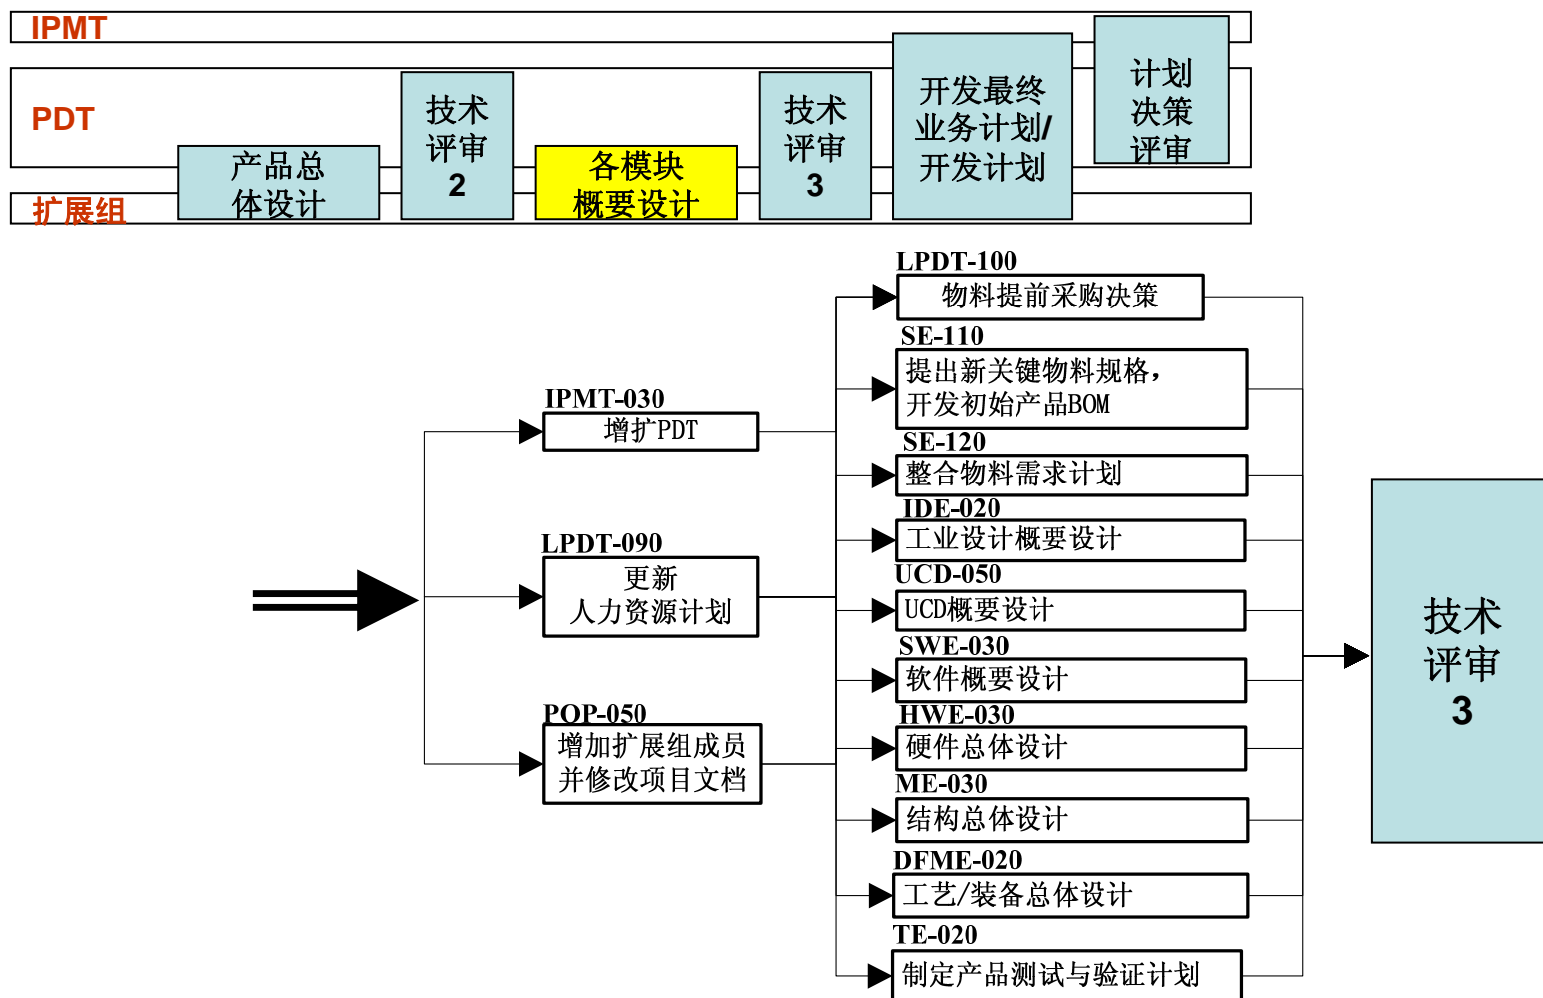 IPMT
PDT
扩展组
产品总
体设计
技术
评审
2
各模块
概要设计
技术
评审
3
开发最终
业务计划/
开发计划
计划
决策
评审
IPMT-030
增扩PDT
LPDT-090
更新
人力资源计划
POP-050
增加扩展组成员
并修改项目文档
LPDT-100
物料提前采购决策
SE-110
提出新关键物料规格，
开发初始产品BOM
SE-120
整合物料需求计划
IDE-020
工业设计概要设计
UCD-050
UCD概要设计
SWE-030
软件概要设计
HWE-030
硬件总体设计
ME-030
结构总体设计
DFME-020
工艺/装备总体设计
TE-020
制定产品测试与验证计划
技术
评审
3